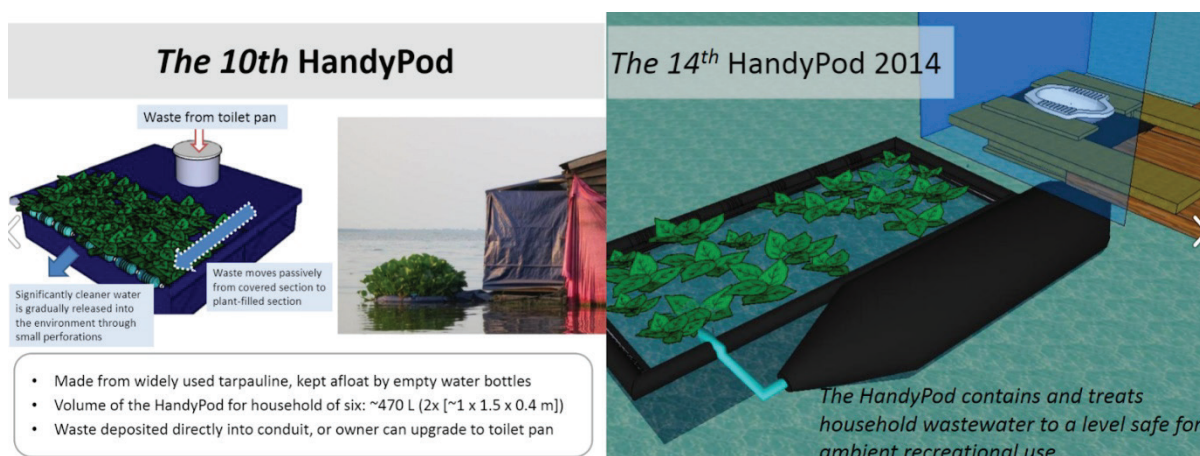 The 10th HandyPod
Waste from toilet pan
Waste moves passively
from covered section to
plant-filled section
Significantly cleaner water
is gradually released into
the environment through
small perforations
• Made from widely used tarpauline, kept afloat by empty water bottles
• Volume of the HandyPod for household of six: ~470 L (2x [~1 x 1.5 x 0.4 m])
• Waste deposited directly into conduit, or owner can upgrade to toilet pan
The 14th HandyPod 2014
The HandyPod contains and treats
household wastewater to a level safe for
ambient recreational use